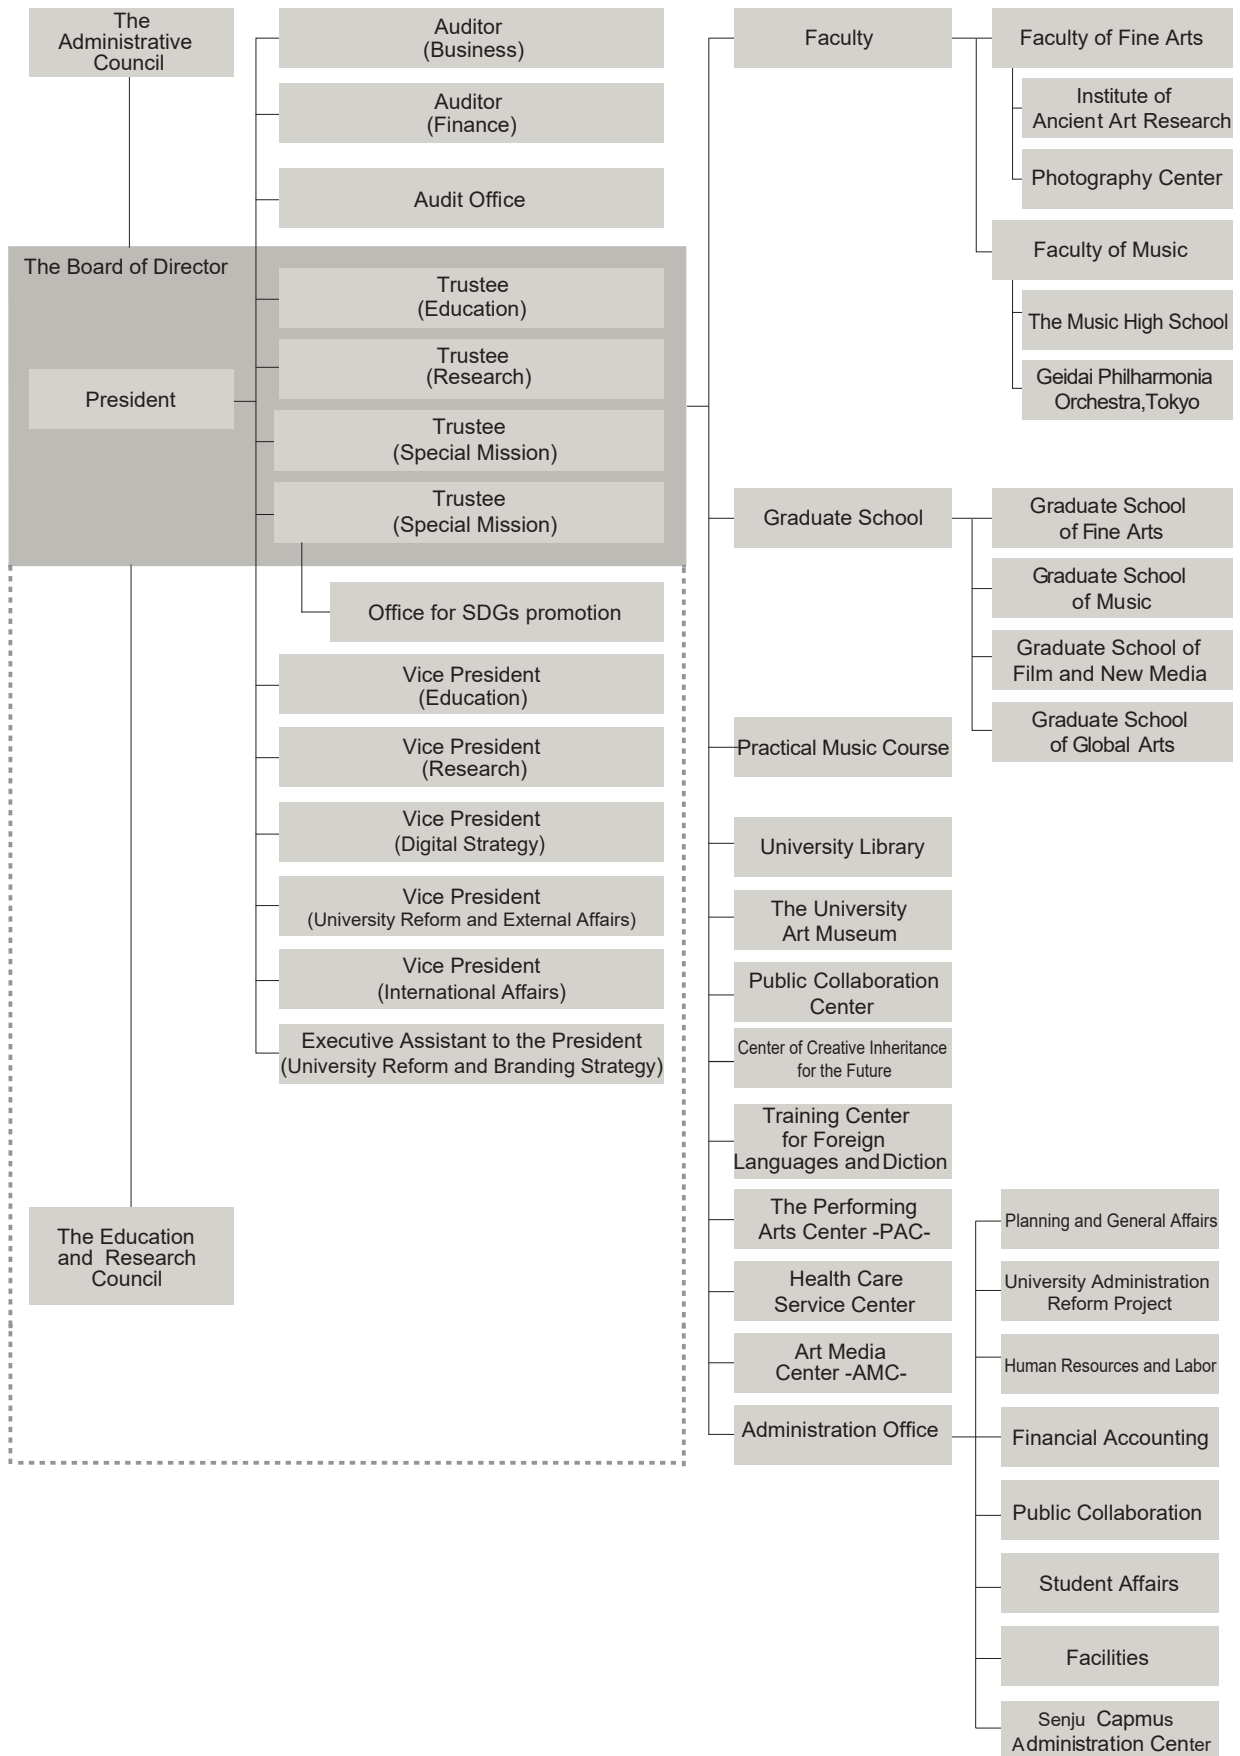 The
Administrative
Council
Auditor
(Business)
Auditor
(Finance)
Audit Office
The Board of Director
President
Trustee
(Education)
Trustee
(Research)
Trustee
(Special Mission)
Trustee
(Special Mission)
Office for SDGs promotion
Vice President
(Education)
Vice President
(Research)
Vice President
(Digital Strategy)
Vice President
(University Reform and External Affairs)
Vice President
(International Affairs)
Executive Assistant to the President
(University Reform and Branding Strategy)
The Education
and Research
Council
Faculty
Faculty of Fine Arts
Institute of
Ancient Art Research
Photography Center
Faculty of Music
The Music High School
Geidai Philharmonia
Orchestra,Tokyo
Graduate School
Graduate School
of Fine Arts
Graduate School
of Music
Graduate School of
Film and New Media
Graduate School
of Global Arts
Practical Music Course
University Library
The University
Art Museum
Public Collaboration
Center
Center of Creative Inheritance
for the Future
Training Center
for Foreign
Languages and Diction
The Performing
Arts Center -PAC-
Health Care
Service Center
Art Media
Center -AMC-
Administration Office
Planning and General Affairs
University Administration
Reform Project
Human Resources and Labor
Financial Accounting
Public Collaboration
Student Affairs
Facilities
Senju Capmus
Administration Center